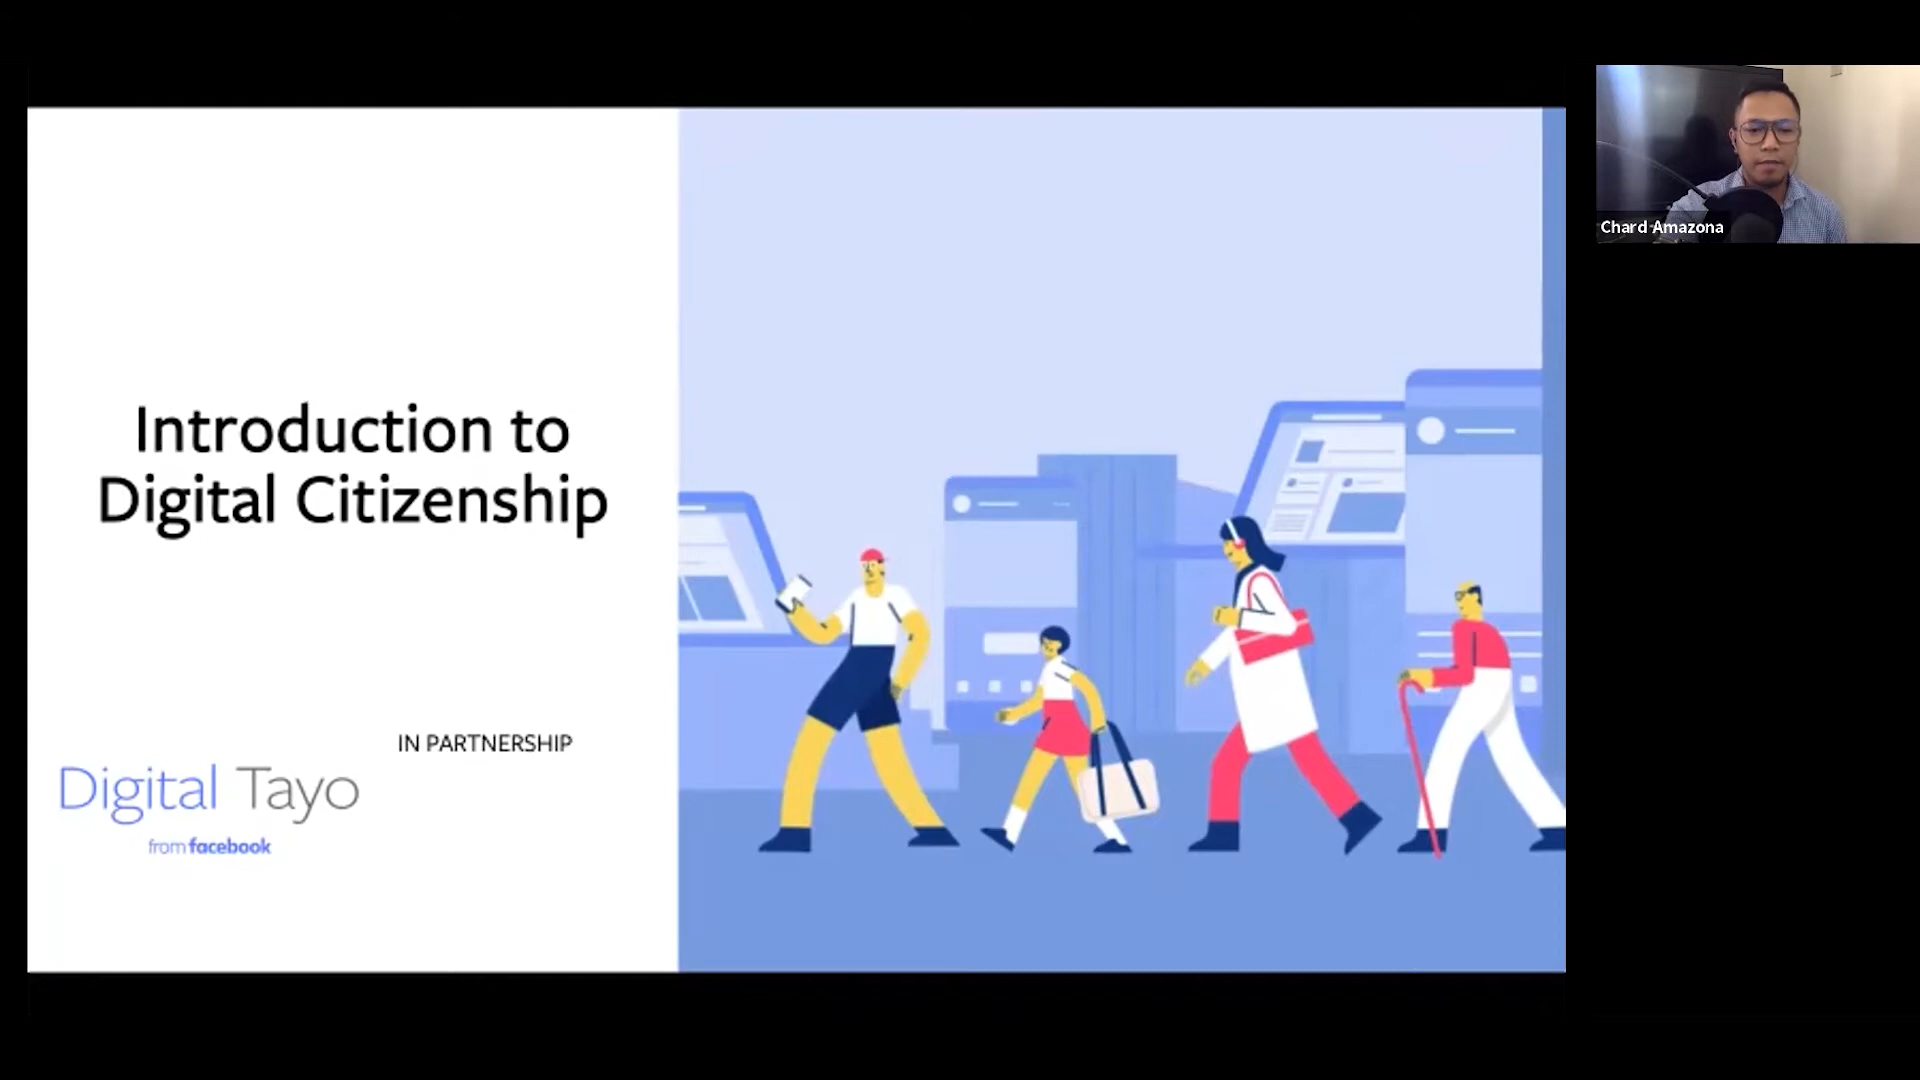 Introduction to
Digital Citizenship
IN PARTNERSHIP
Digital Tayo
from facebook
Chard Amazona